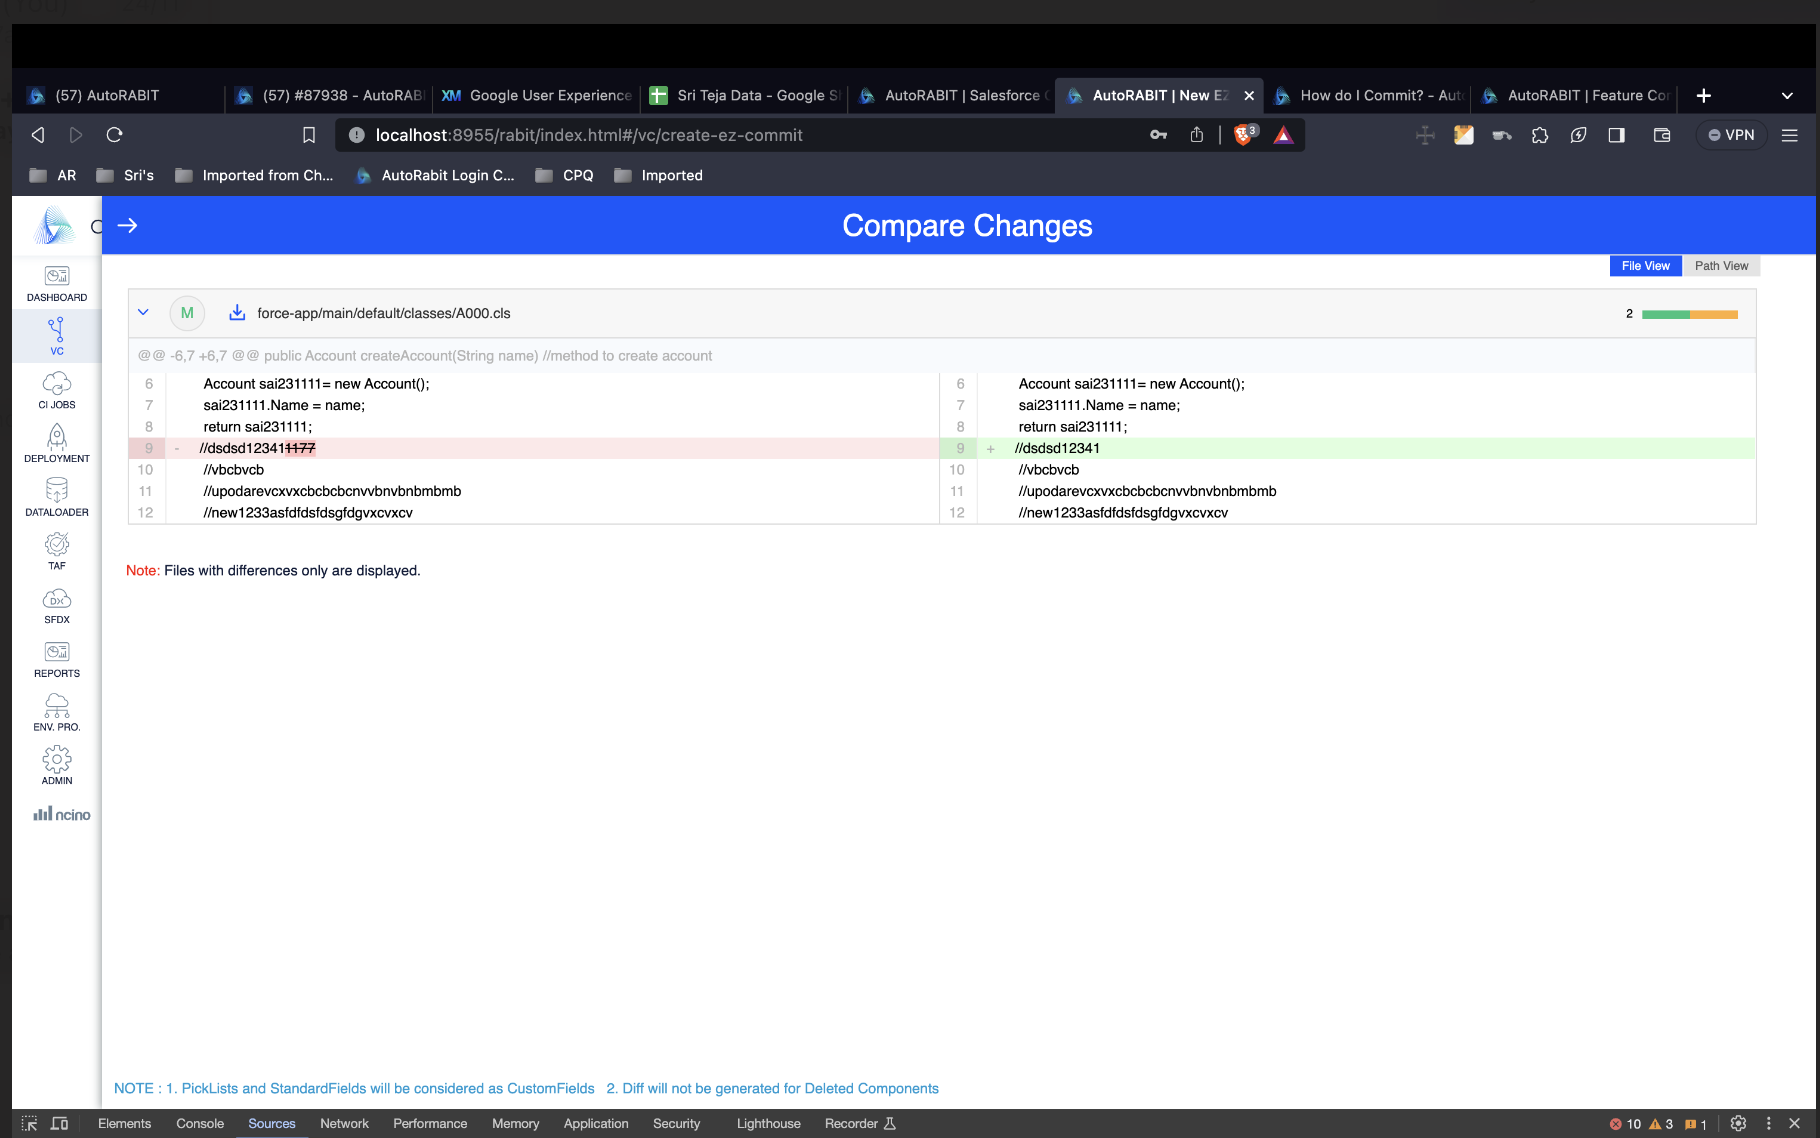 (57) AutoRABIT
(57) #87938 - AutoRAB
XM Google User Experience
Sri Teja Data - Google S
AutoRABIT | Salesforce
AutoRABIT | New EZ
How do I Commit? - Aut
AutoRABIT | Feature Cor
localhost:8955/rabit/index.html#/vc/create-ez-commit
3
VPN
AR
Sri's
Imported from Ch...
AutoRabit Login C...
CPQ
Imported
Compare Changes
File View
Path View
DASHBOARD
VC
CI JOBS
DEPLOYMENT
DATALOADER
TAF
DX
SFDX
REPORTS
ENV. PRO.
ADMIN
ncino
M
force-app/main/default/classes/A000.cls
2
@@ -6,7 +6,7 @@ public Account createAccount(String name) //method to create account
6 Account sai231111= new Account();
7 sai231111.Name = name;
8 return sai231111;
9 - //dsdsd123411177
10 //vbcbvcb
11 //upodarevcxvxcbcbcbcnvvbnvbnbmbmb
12 //new1233asfdfdsfdsgfdgvxcvxcv
6 Account sai231111= new Account();
7 sai231111.Name = name;
8 return sai231111;
9 + //dsdsd12341
10 //vbcbvcb
11 //upodarevcxvxcbcbcbcnvvbnvbnbmbmb
12 //new1233asfdfdsfdsgfdgvxcvxcv
Note: Files with differences only are displayed.
NOTE : 1. PickLists and StandardFields will be considered as CustomFields 2. Diff will not be generated for Deleted Components
Elements
Console
Sources
Network
Performance
Memory
Application
Security
Lighthouse
Recorder
10
3
1